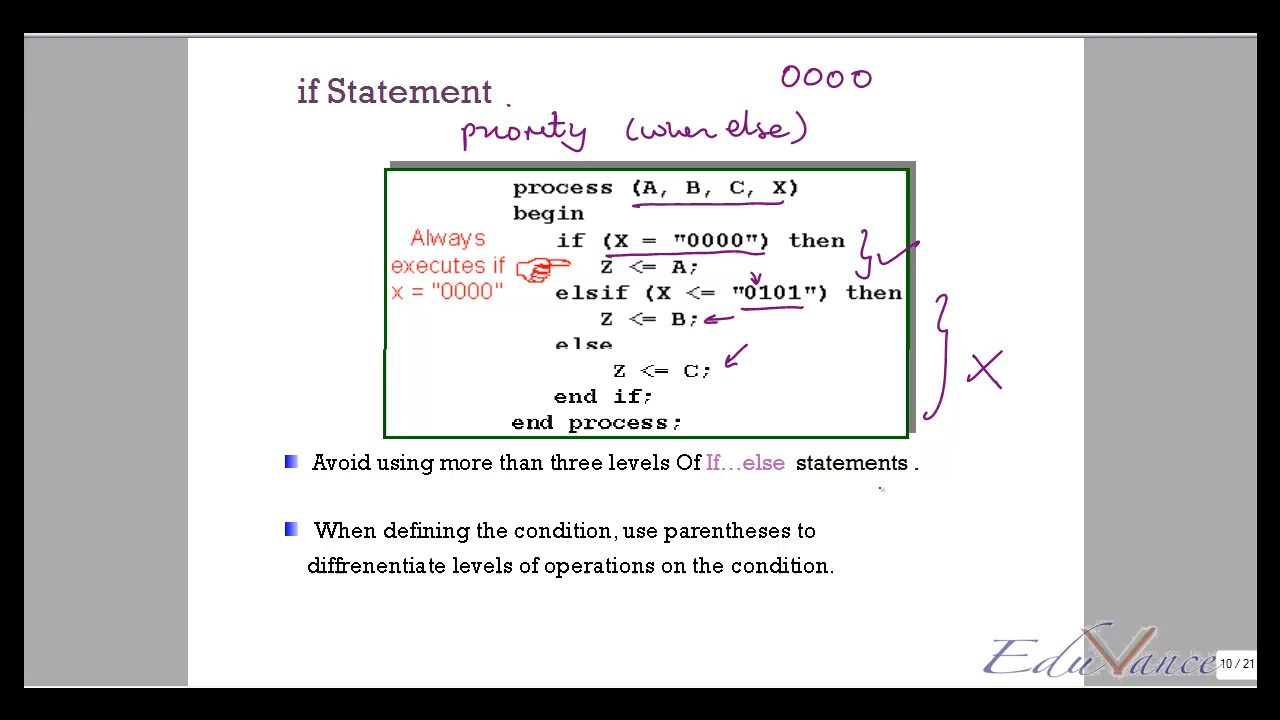 if Statement
0000
priority (when else)
process (A, B, C, X)
begin
if (X = "0000") then
Z <= A;
elsif (X <= "0101") then
Z <= B;
else
Z <= C;
end if;
end process;
Always
executes if
x = "0000"
Avoid using more than three levels Of If...else statements .
When defining the condition, use parentheses to
diffrenentiate levels of operations on the condition.
EduVance
10 / 21